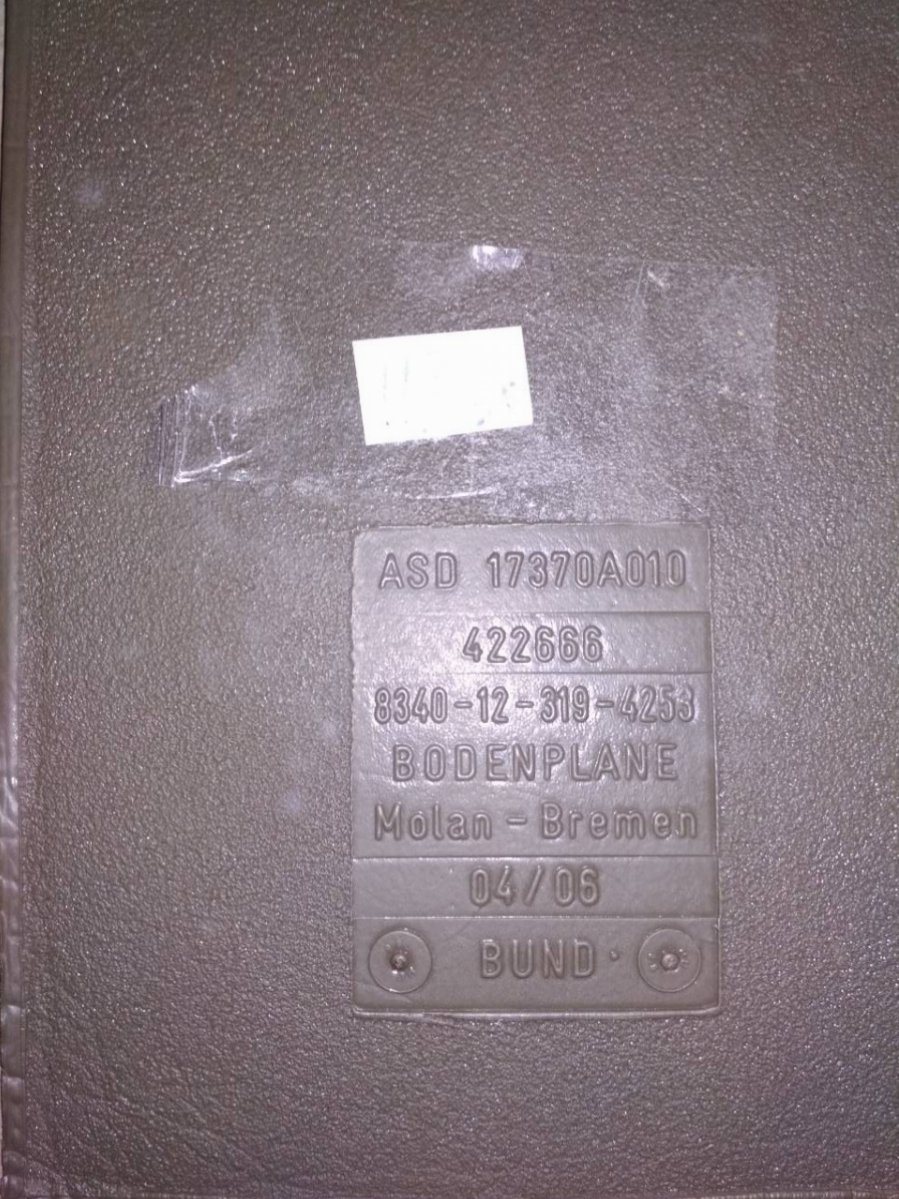 ASD 17370A010
422666
8340-12-319-4253
BODENPLANE
Molan - Bremen
04/06
BUND